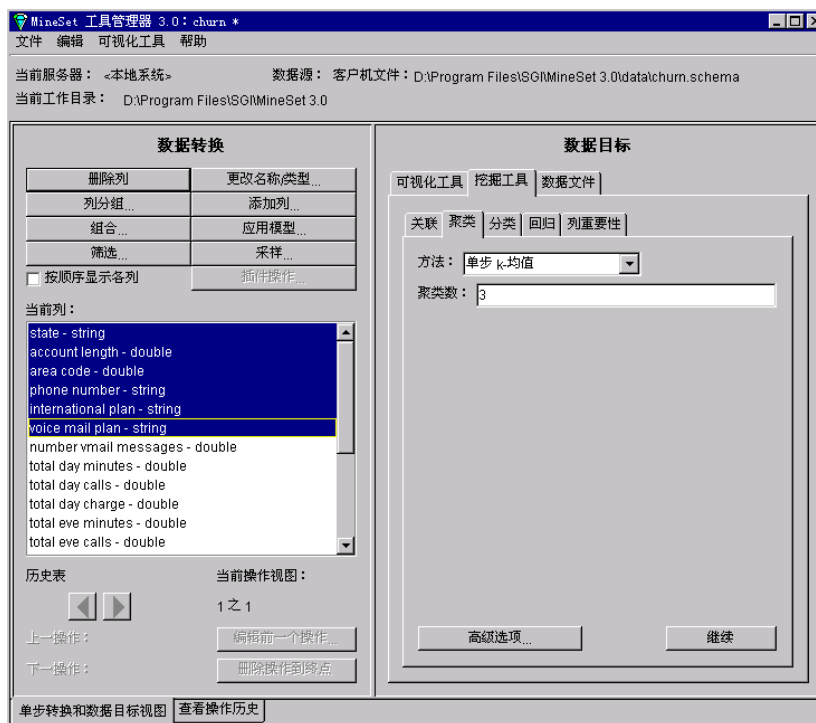 MineSet 工具管理器 3.0：churn *
文件 编辑 可视化工具 帮助
当前服务器： <本地系统> 数据源： 客户机文件：D:\Program Files\SGI\MineSet 3.0\data\churn.schema
当前工作目录： D:\Program Files\SGI\MineSet 3.0
数据转换
删除列 更改名称/类型...
列分组... 添加列...
组合... 应用模型...
筛选... 采样...
按顺序显示各列 插件操作...
当前列：
state - string
account length - double
area code - double
phone number - string
international plan - string
voice mail plan - string
number vmail messages - double
total day minutes - double
total day calls - double
total day charge - double
total eve minutes - double
total eve calls - double
历史表 当前操作视图：
1 之 1
上一操作： 编辑前一个操作...
下一操作： 删除操作到终点
数据目标
可视化工具 挖掘工具 数据文件
关联 聚类 分类 回归 列重要性
方法： 单步 k-均值
聚类数： 3
高级选项... 继续
单步转换和数据目标视图 查看操作历史